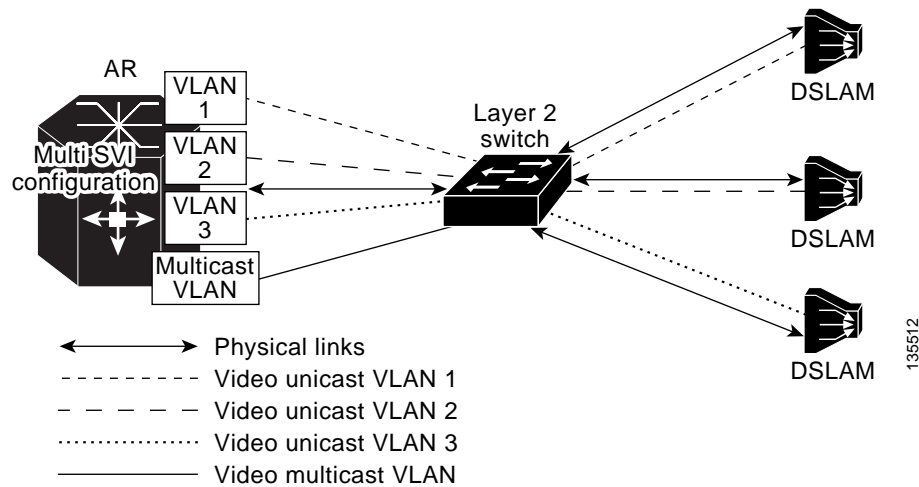 AR
VLAN
1
VLAN
2
VLAN
3
Multicast
VLAN
Multi SVI
configuration
Layer 2
switch
DSLAM
DSLAM
DSLAM
Physical links
Video unicast VLAN 1
Video unicast VLAN 2
Video unicast VLAN 3
Video multicast VLAN
135512